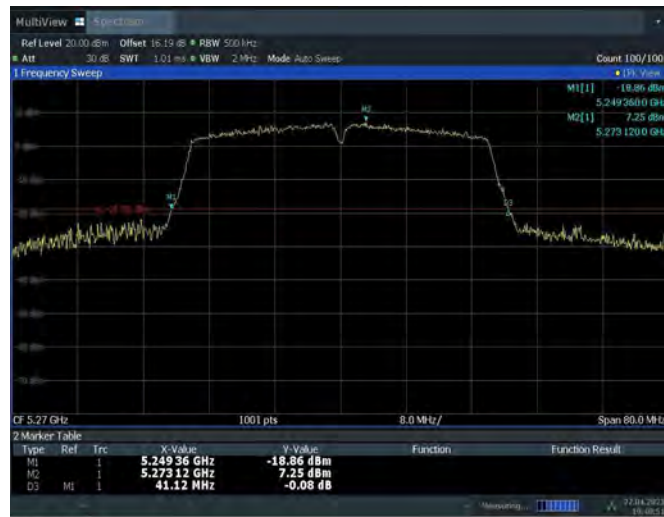 MultiView Spectrum
Ref Level 20.00 dBm Offset 16.19 dB RBW 500 kHz
Att 30 dB SWT 1.01 ms VBW 2 MHz Mode Auto Sweep Count 100/100
1 Frequency Sweep 1Pk View
M1[1] -18.86 dBm
5.2493600 GHz
M2[1] 7.25 dBm
5.2731200 GHz
M2
M1
D3
CF 5.27 GHz 1001 pts 8.0 MHz/ Span 80.0 MHz
2 Marker Table
Type Ref Trc X-Value Y-Value Function Function Result
M1 1 5.249 36 GHz -18.86 dBm
M2 1 5.273 12 GHz 7.25 dBm
D3 M1 1 41.12 MHz -0.08 dB
Measuring...